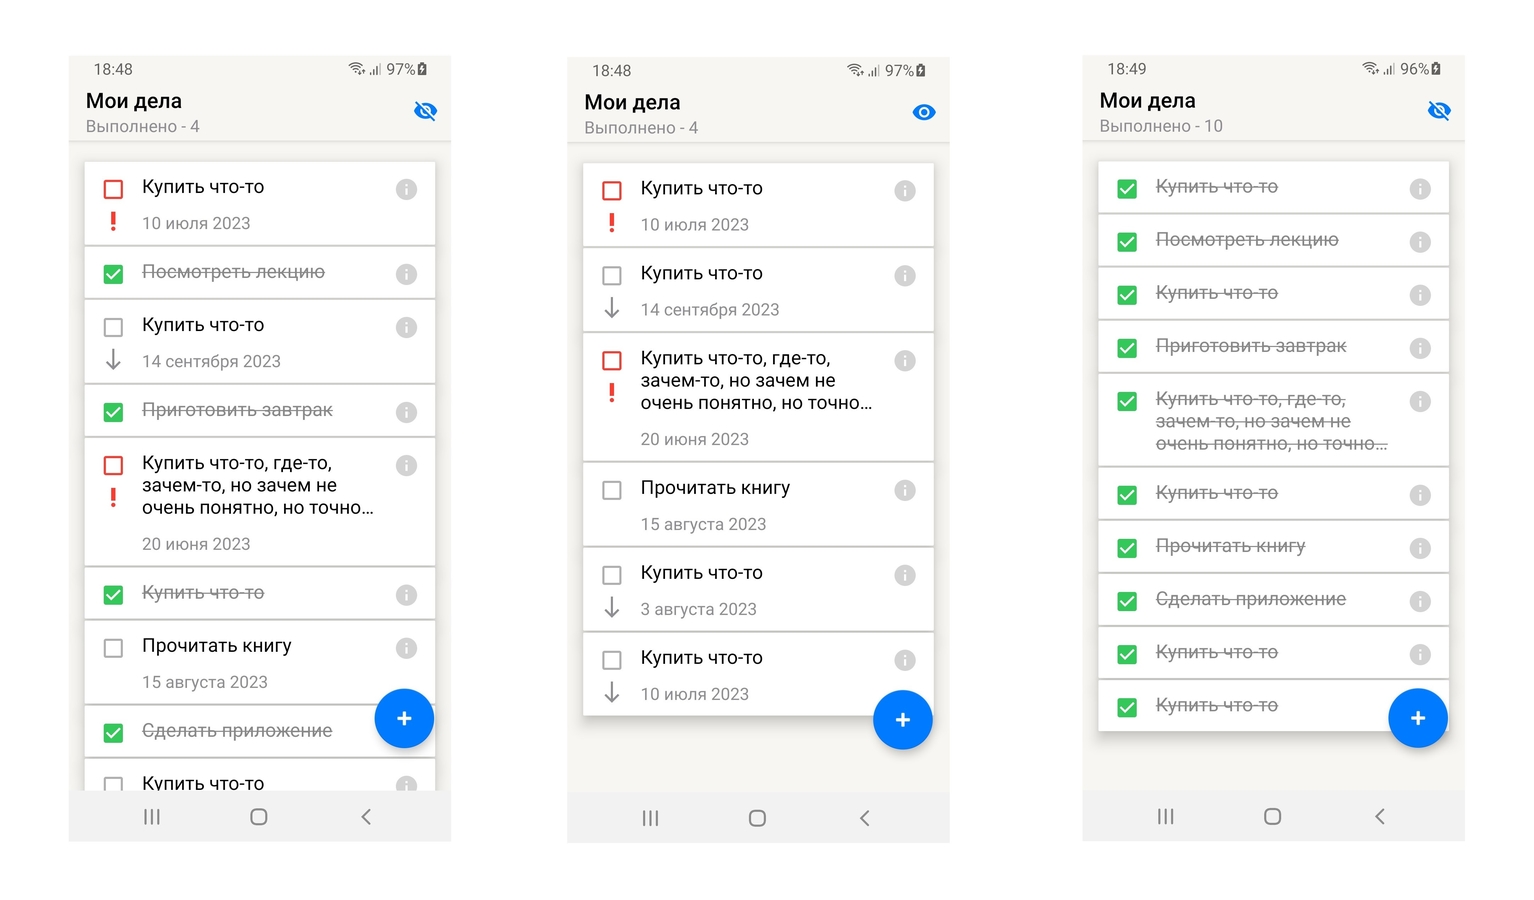 18:48
97%
Мои дела
Выполнено - 4
Купить что-то
10 июля 2023
Посмотреть лекцию
Купить что-то
14 сентября 2023
Приготовить завтрак
Купить что-то, где-то,
зачем-то, но зачем не
очень понятно, но точно...
20 июня 2023
Купить что-то
Прочитать книгу
15 августа 2023
Сделать приложение
Купить что-то
18:48
97%
Мои дела
Выполнено - 4
Купить что-то
10 июля 2023
Купить что-то
14 сентября 2023
Купить что-то, где-то,
зачем-то, но зачем не
очень понятно, но точно...
20 июня 2023
Прочитать книгу
15 августа 2023
Купить что-то
3 августа 2023
Купить что-то
10 июля 2023
18:49
96%
Мои дела
Выполнено - 10
Купить что-то
Посмотреть лекцию
Купить что-то
Приготовить завтрак
Купить что-то, где-то,
зачем-то, но зачем не
очень понятно, но точно...
Купить что-то
Прочитать книгу
Сделать приложение
Купить что-то
Купить что-то